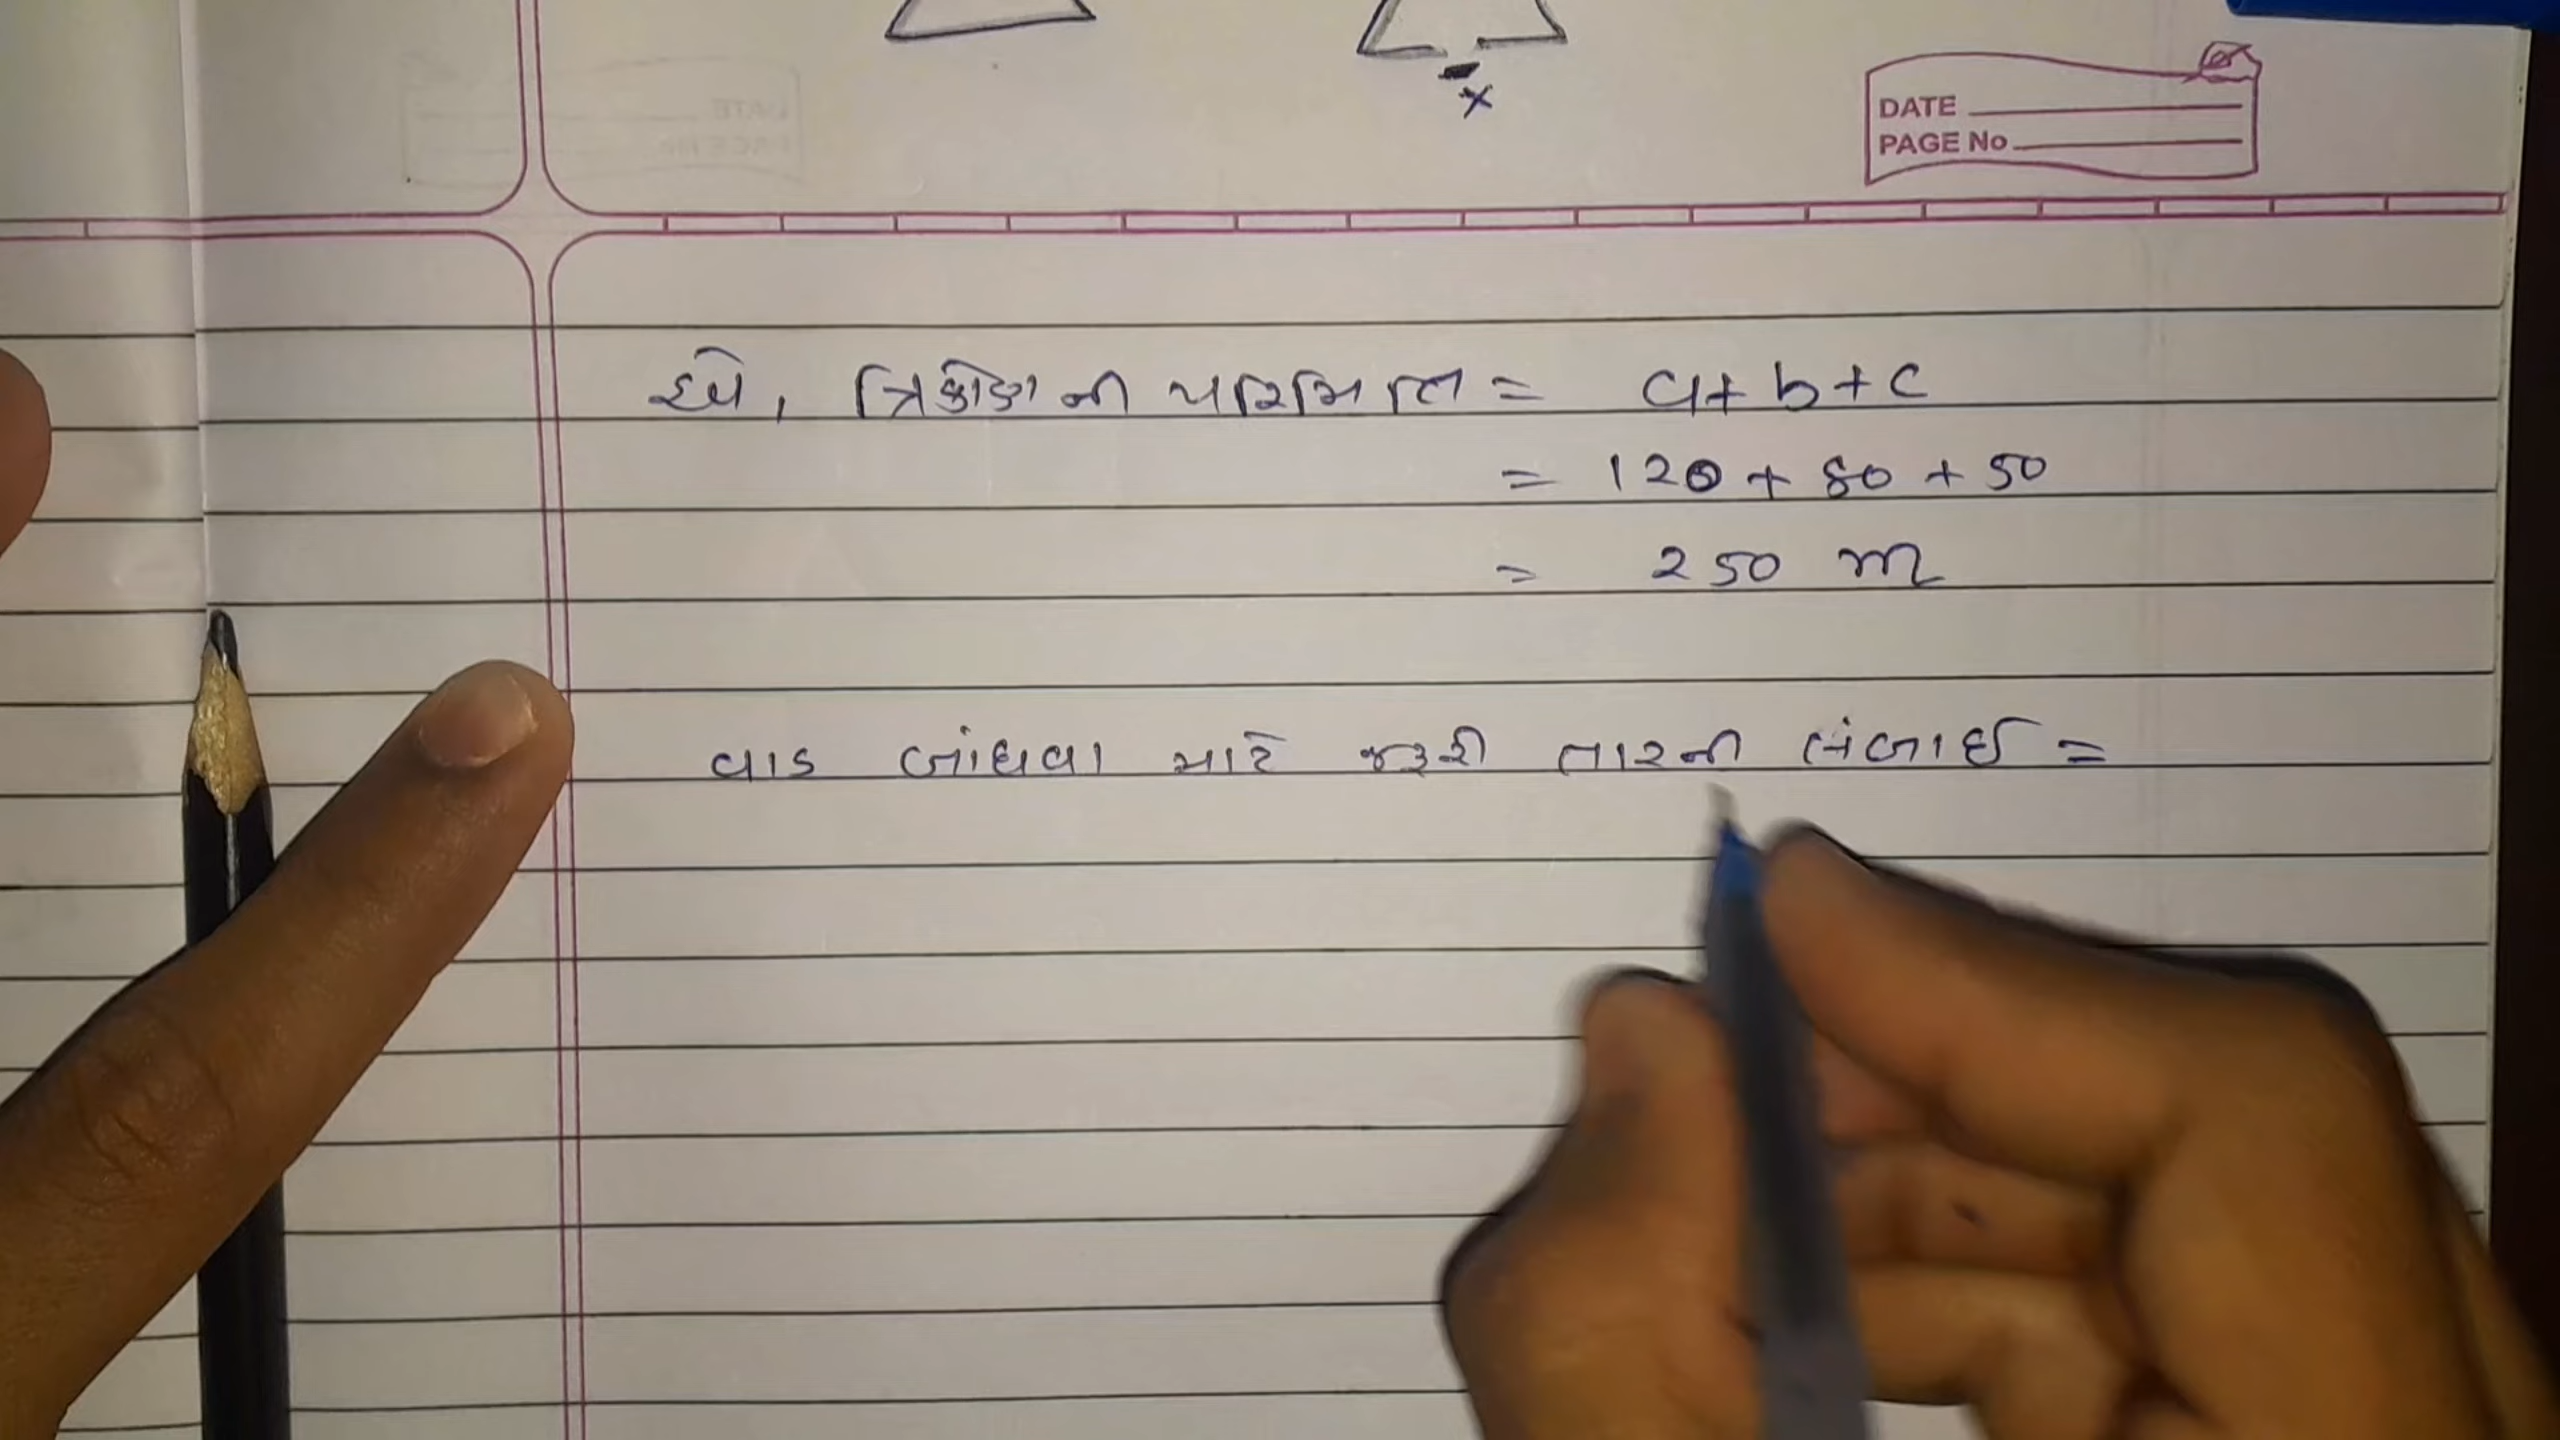 x
DATE
PAGE No
હવે, ત્રિકોણની પરિમિતિ = a + b + c
= 120 + 80 + 50
= 250 m
વાડ બાંધવા માટે જરૂરી તારની લંબાઈ =